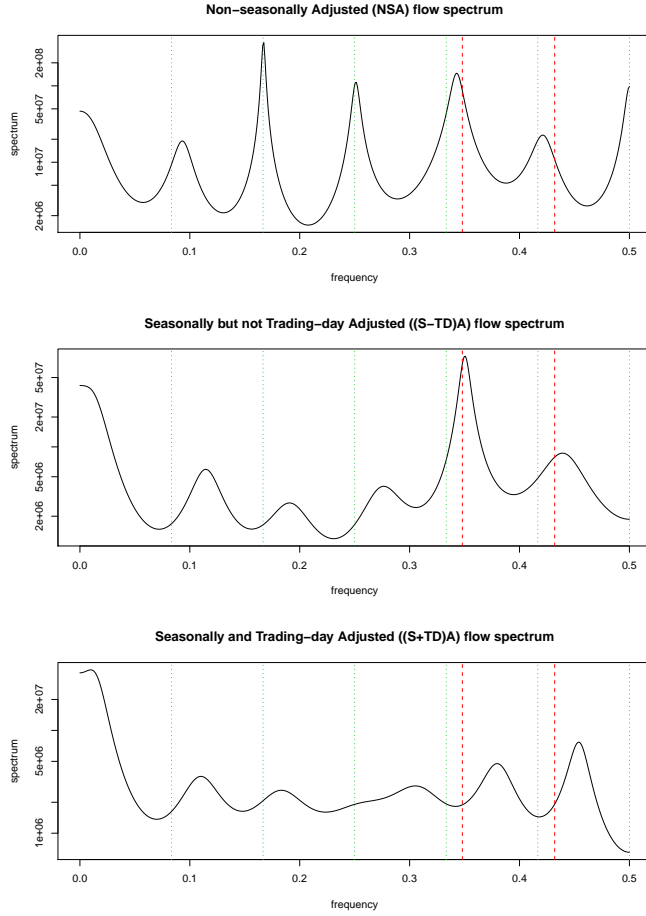 Non−seasonally Adjusted (NSA) flow spectrum
spectrum
2e+08
5e+07
1e+07
2e+06
0.0 0.1 0.2 0.3 0.4 0.5
frequency
Seasonally but not Trading−day Adjusted ((S−TD)A) flow spectrum
spectrum
5e+07
2e+07
5e+06
2e+06
0.0 0.1 0.2 0.3 0.4 0.5
frequency
Seasonally and Trading−day Adjusted ((S+TD)A) flow spectrum
spectrum
2e+07
5e+06
1e+06
0.0 0.1 0.2 0.3 0.4 0.5
frequency